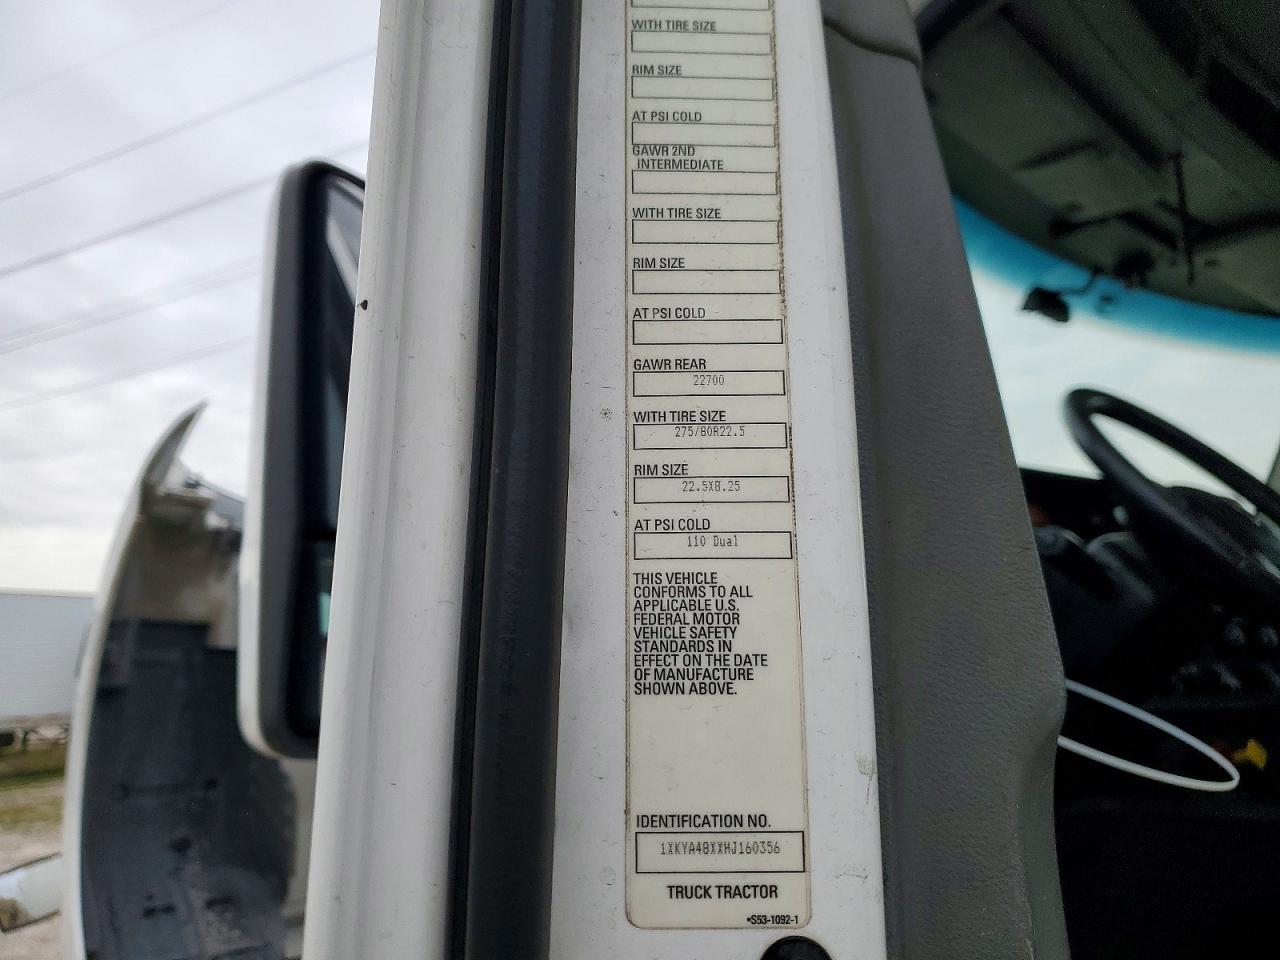 WITH TIRE SIZE
RIM SIZE
AT PSI COLD
GAWR 2ND
INTERMEDIATE
WITH TIRE SIZE
RIM SIZE
AT PSI COLD
GAWR REAR
22700
WITH TIRE SIZE
275/80R22.5
RIM SIZE
22.5X8.25
AT PSI COLD
110 Dual
THIS VEHICLE
CONFORMS TO ALL
APPLICABLE U.S.
FEDERAL MOTOR
VEHICLE SAFETY
STANDARDS IN
EFFECT ON THE DATE
OF MANUFACTURE
SHOWN ABOVE.
IDENTIFICATION NO.
1XKYA48XXHJ160356
TRUCK TRACTOR
*S53-1092-1